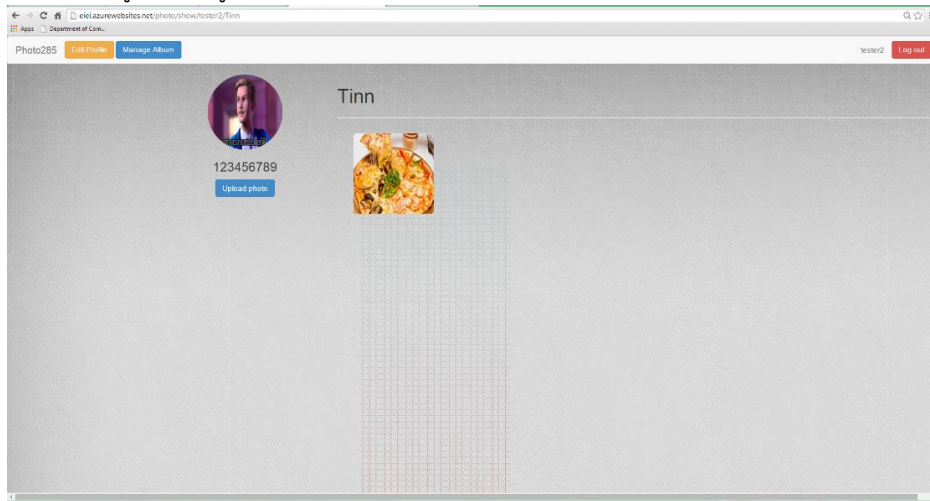 eiei.azurewebsites.net/photo/show/tester2/Tinn
Apps Department of Com...
Photo285 Edit Profile Manage Album tester2 Log out
Tinn
123456789
Upload photo